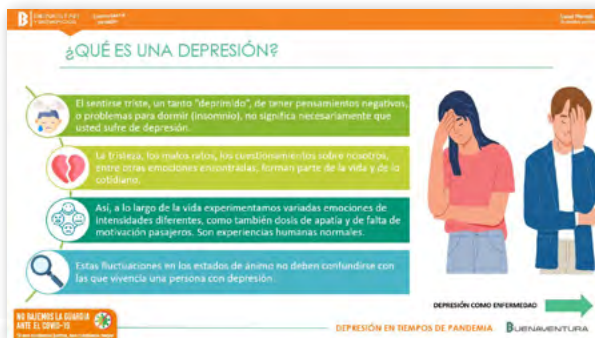 ¿QUÉ ES UNA DEPRESIÓN?
El sentirse triste, un tanto "deprimido", de tener pensamientos negativos,
o problemas para dormir (insomnio), no significa necesariamente que
usted sufre de depresión.
La tristeza, los malos ratos, los cuestionamientos sobre nosotros,
entre otras emociones encontradas, forman parte de la vida y de lo
cotidiano.
Así, a lo largo de la vida experimentamos variadas emociones de
intensidades diferentes, como también dosis de apatía y de falta de
motivación pasajeros. Son experiencias humanas normales.
Estas fluctuaciones en los estados de ánimo no deben confundirse con
las que vivencia una persona con depresión.
DEPRESIÓN COMO ENFERMEDAD
NO BAJEMOS LA GUARDIA
ANTE EL COVID-19
DEPRESIÓN EN TIEMPOS DE PANDEMIA
BUENAVENTURA